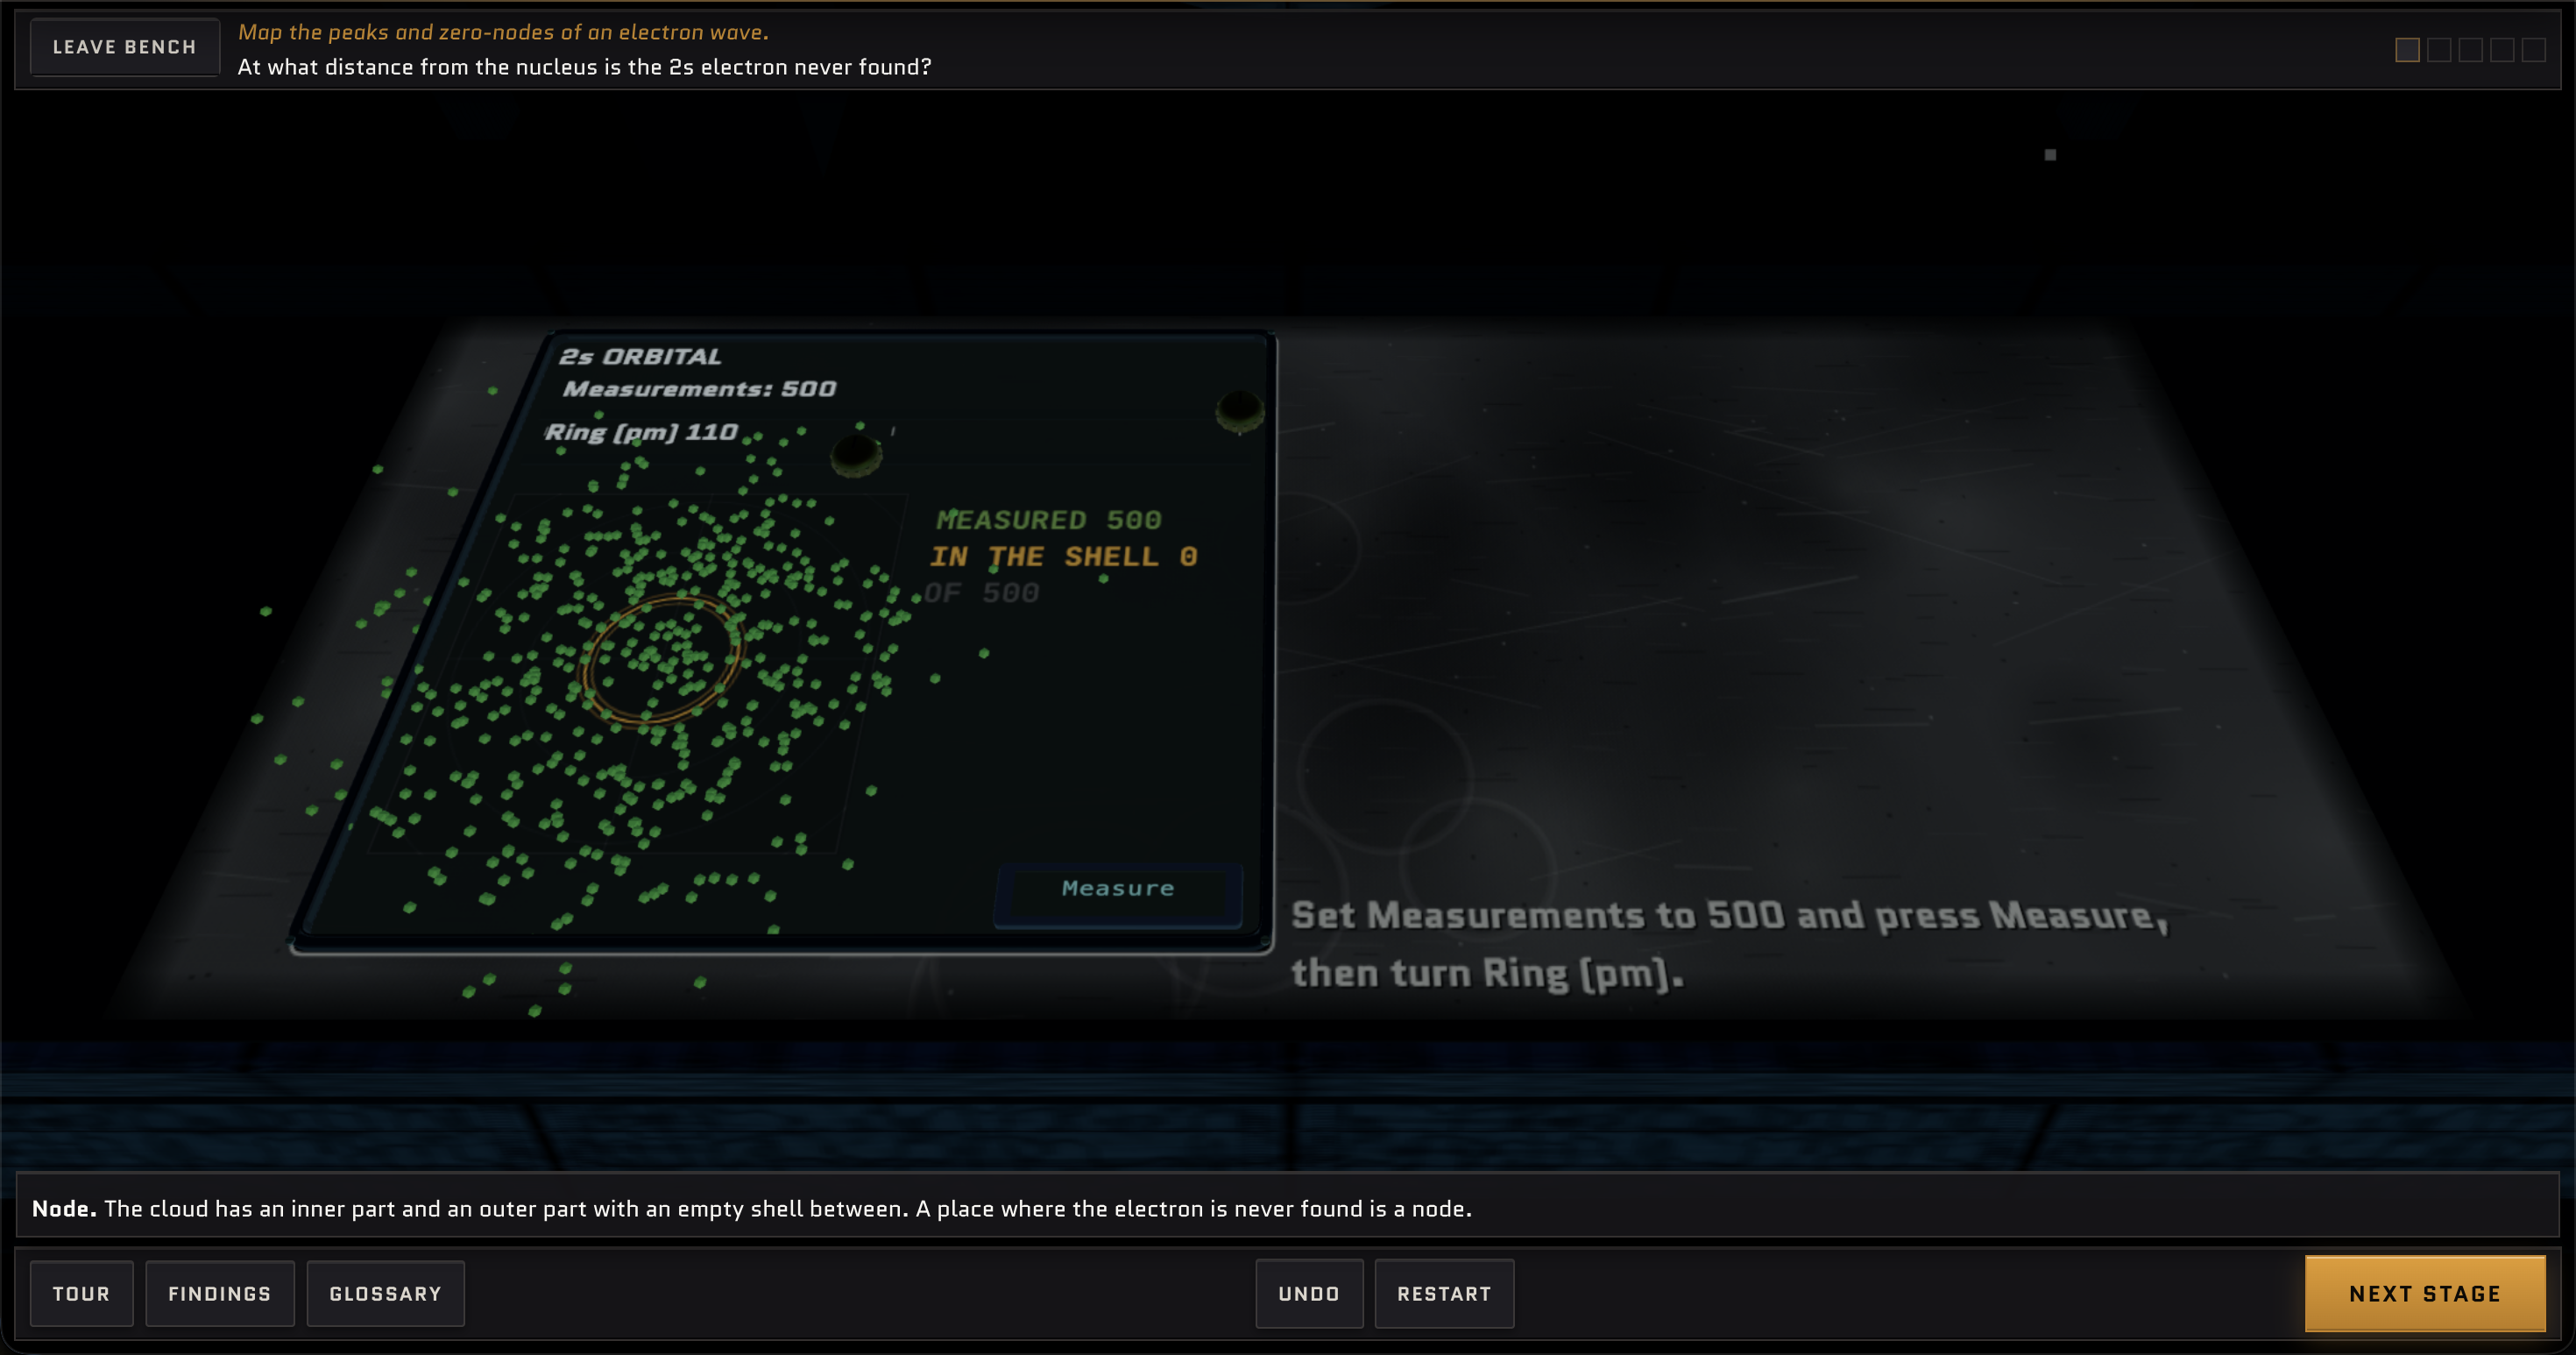 LEAVE BENCH
Map the peaks and zero-nodes of an electron wave.
At what distance from the nucleus is the 2s electron never found?
2s ORBITAL
Measurements: 500
Ring (pm) 110
MEASURED 500
IN THE SHELL 0
OF 500
Measure
Set Measurements to 500 and press Measure,
then turn Ring (pm).
Node. The cloud has an inner part and an outer part with an empty shell between. A place where the electron is never found is a node.
TOUR
FINDINGS
GLOSSARY
UNDO
RESTART
NEXT STAGE